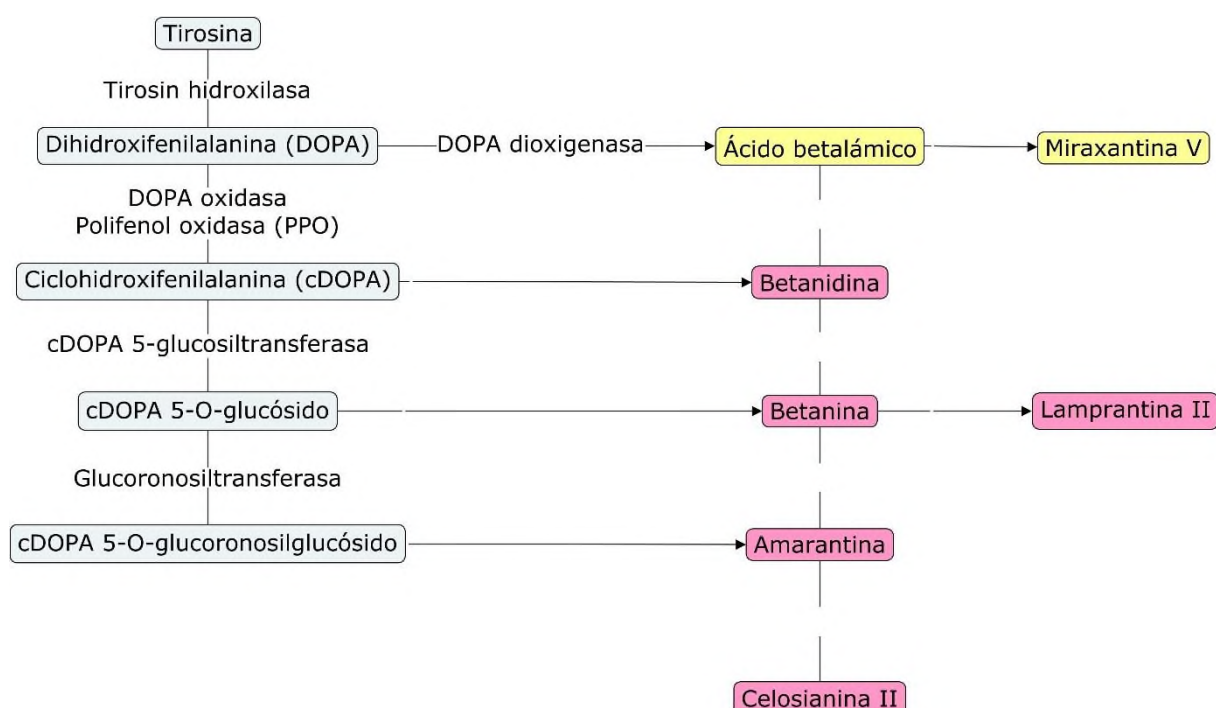 Tirosina
Tirosin hidroxilasa
Dihidroxifenilalanina (DOPA)
DOPA dioxigenasa
Ácido betalámico
Miraxantina V
DOPA oxidasa
Polifenol oxidasa (PPO)
Ciclohidroxifenilalanina (cDOPA)
Betanidina
cDOPA 5-glucosiltransferasa
cDOPA 5-O-glucósido
Betanina
Lamprantina II
Glucoronosiltransferasa
cDOPA 5-O-glucoronosilglucósido
Amarantina
Celosianina II